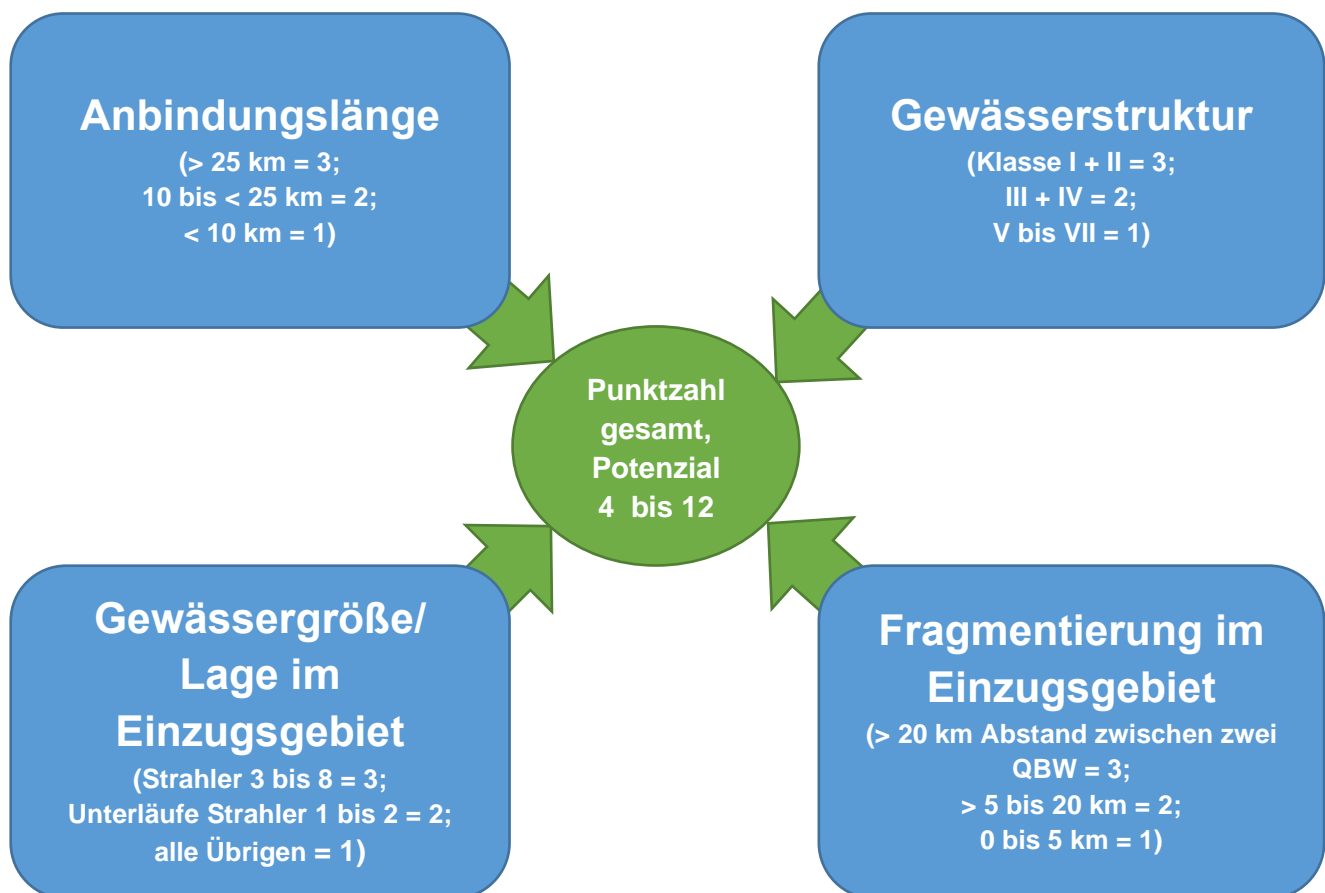 Anbindungslänge
(> 25 km = 3;
10 bis < 25 km = 2;
< 10 km = 1)
Gewässerstruktur
(Klasse I + II = 3;
III + IV = 2;
V bis VII = 1)
Punktzahl
gesamt,
Potenzial
4 bis 12
Gewässergröße/
Lage im
Einzugsgebiet
(Strahler 3 bis 8 = 3;
Unterläufe Strahler 1 bis 2 = 2;
alle Übrigen = 1)
Fragmentierung im
Einzugsgebiet
(> 20 km Abstand zwischen zwei
QBW = 3;
> 5 bis 20 km = 2;
0 bis 5 km = 1)